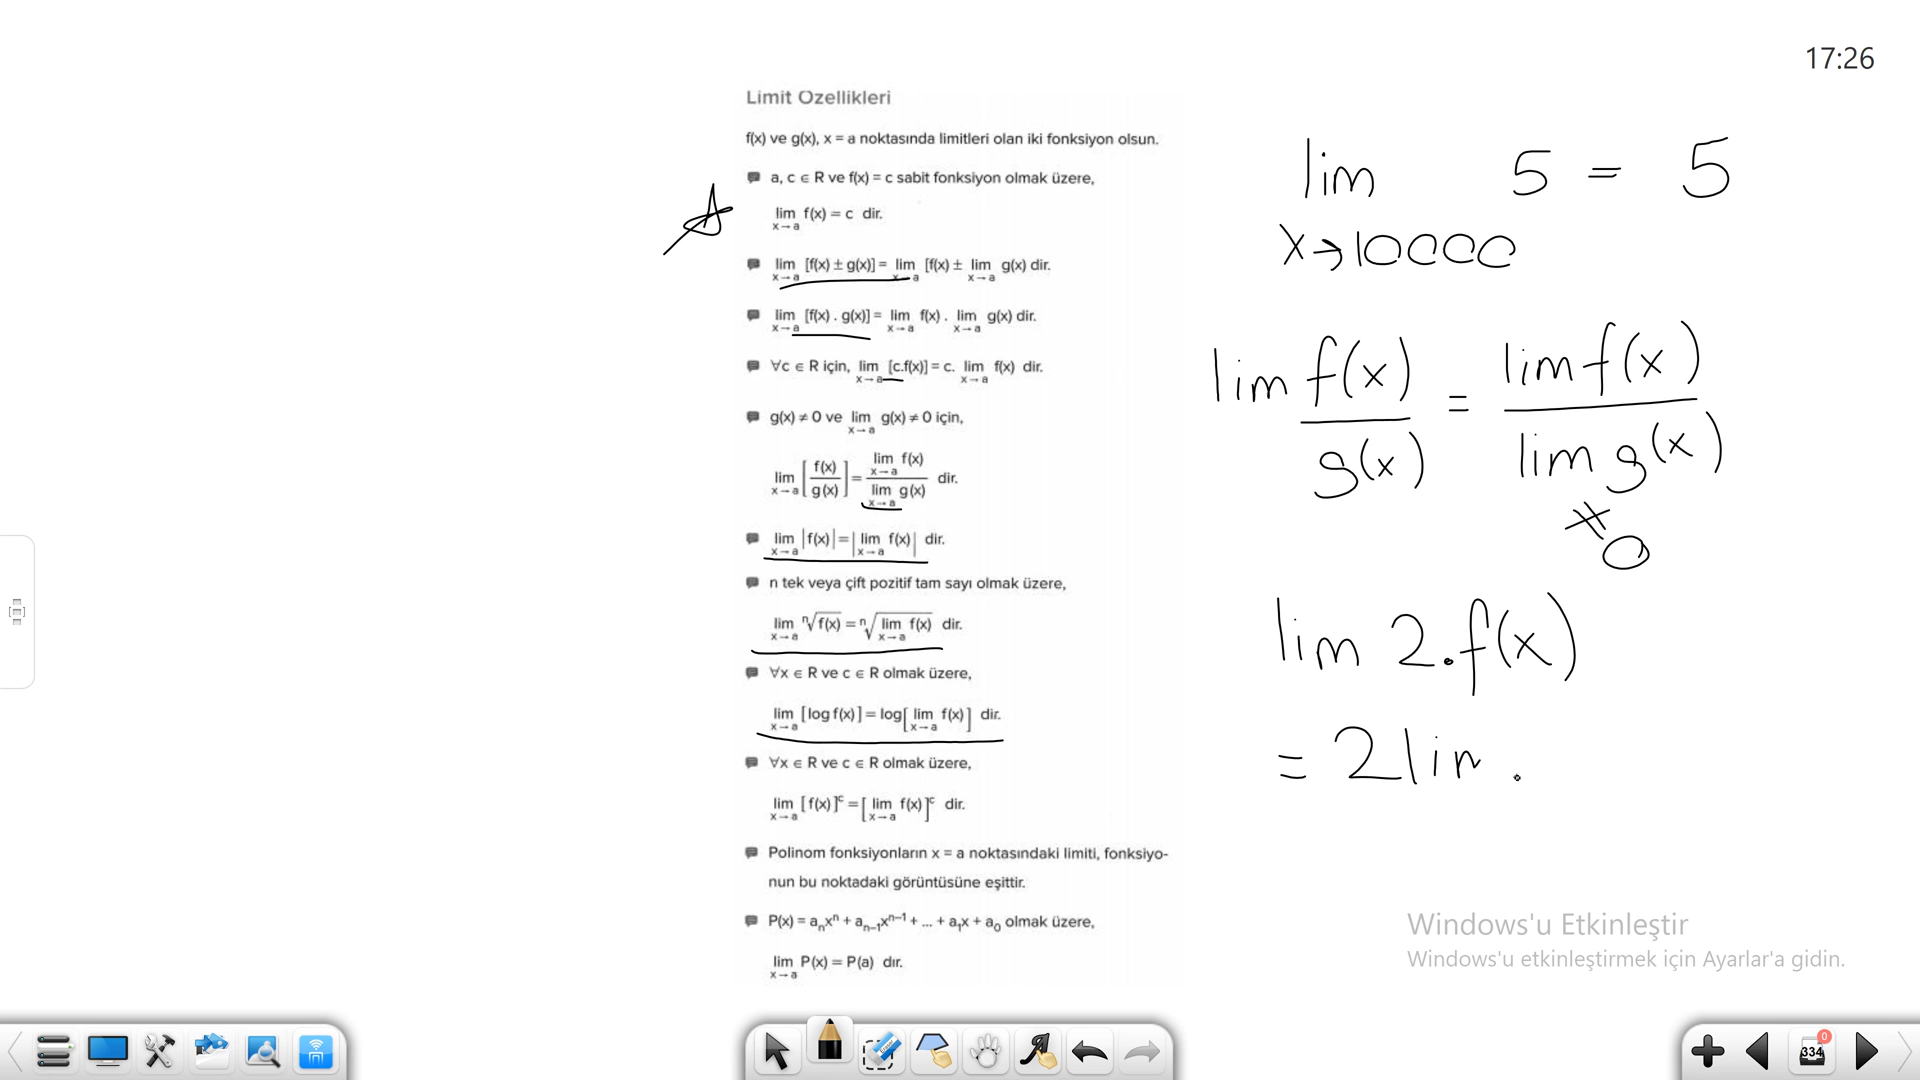 17:26
Limit Özellikleri
f(x) ve g(x), x = a noktasında limitleri olan iki fonksiyon olsun.
a, c ∈ R ve f(x) = c sabit fonksiyon olmak üzere,
lim f(x) = c dir.
x→a
lim [f(x) ± g(x)] = lim [f(x) ± lim g(x) dir.
x→a x→a x→a
lim [f(x) . g(x)] = lim f(x) . lim g(x) dir.
x→a x→a x→a
∀c ∈ R için, lim [c.f(x)] = c. lim f(x) dir.
x→a x→a
g(x) ≠ 0 ve lim g(x) ≠ 0 için,
x→a
lim f(x)
x→a
lim [f(x)/g(x)] = dir.
x→a
lim g(x)
x→a
lim |f(x)| = |lim f(x)| dir.
x→a x→a
n tek veya çift pozitif tam sayı olmak üzere,
lim ⁿ√f(x) = ⁿ√lim f(x) dir.
x→a x→a
∀x ∈ R ve c ∈ R olmak üzere,
lim [log f(x)] = log[lim f(x)] dir.
x→a x→a
∀x ∈ R ve c ∈ R olmak üzere,
lim [f(x)]ᶜ = [lim f(x)]ᶜ dir.
x→a x→a
Polinom fonksiyonların x = a noktasındaki limiti, fonksiyo-
nun bu noktadaki görüntüsüne eşittir.
P(x) = aₙxⁿ + aₙ₋₁xⁿ⁻¹ + ... + a₁x + a₀ olmak üzere,
lim P(x) = P(a) dır.
x→a
lim 5 = 5
x→10000
lim f(x)/g(x) = lim f(x)/lim g(x)
≠
0
lim 2.f(x)
= 2 lim .
Windows'u Etkinleştir
Windows'u etkinleştirmek için Ayarlar'a gidin.
0
334